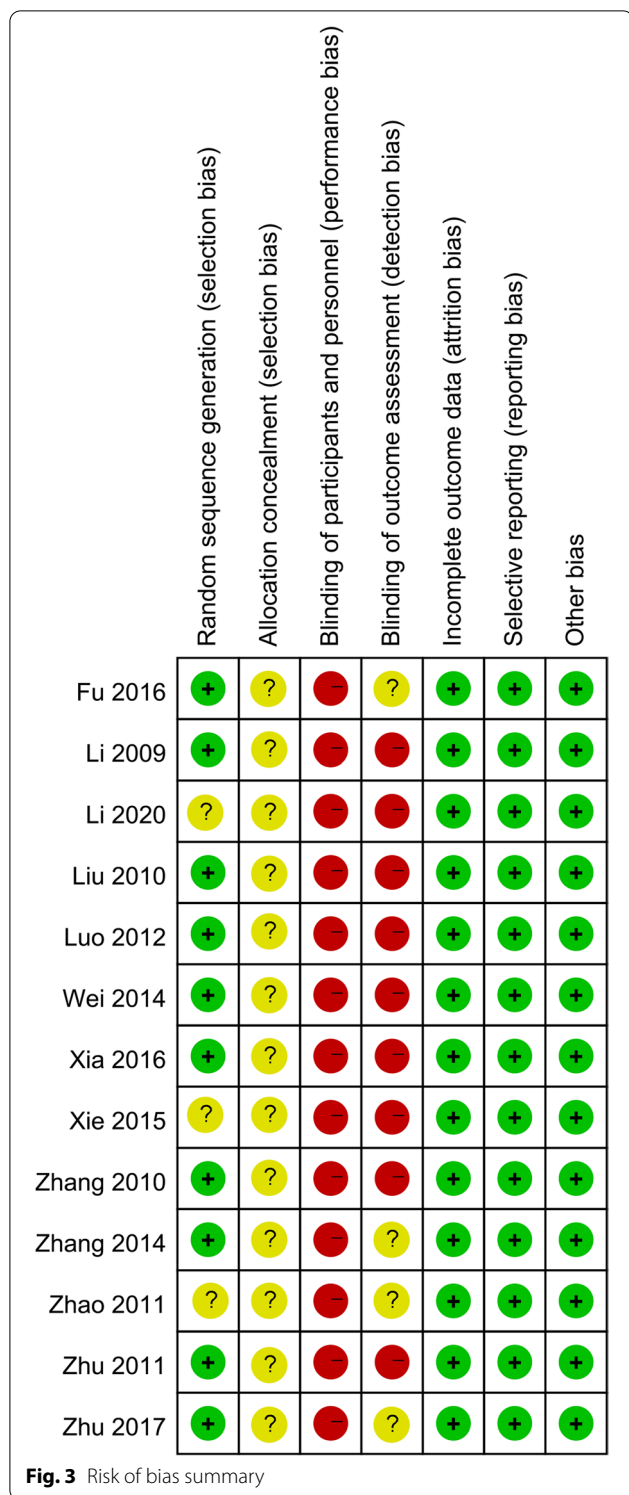 Random sequence generation (selection bias)
Allocation concealment (selection bias)
Blinding of participants and personnel (performance bias)
Blinding of outcome assessment (detection bias)
Incomplete outcome data (attrition bias)
Selective reporting (reporting bias)
Other bias
Fu 2016 + ? − ? + + +
Li 2009 + ? − − + + +
Li 2020 ? ? − − + + +
Liu 2010 + ? − − + + +
Luo 2012 + ? − − + + +
Wei 2014 + ? − − + + +
Xia 2016 + ? − − + + +
Xie 2015 ? ? − − + + +
Zhang 2010 + ? − − + + +
Zhang 2014 + ? − ? + + +
Zhao 2011 ? ? − ? + + +
Zhu 2011 + ? − − + + +
Zhu 2017 + ? − ? + + +
Fig. 3 Risk of bias summary